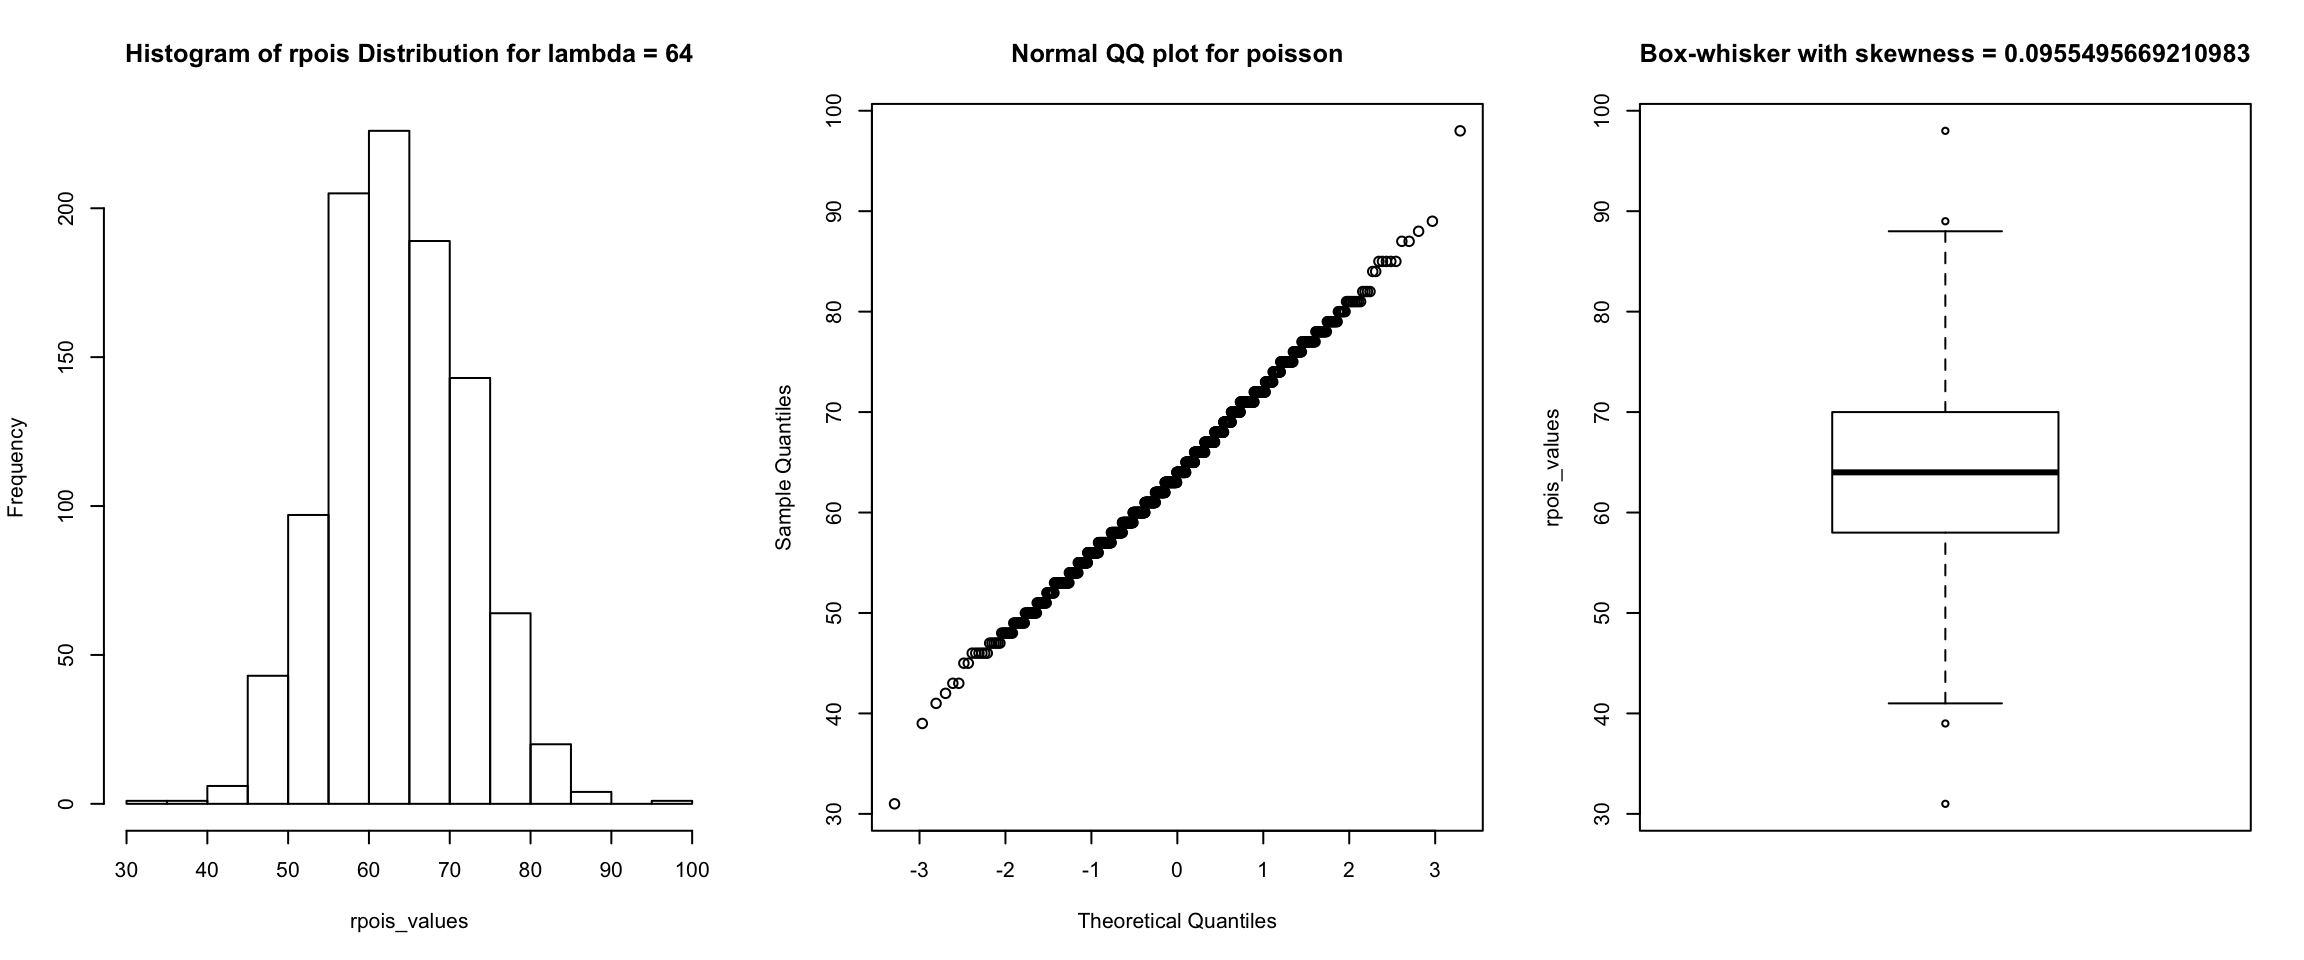 Histogram of rpois Distribution for lambda = 64
Frequency
200
150
100
50
0
30 40 50 60 70 80 90 100
rpois_values
Normal QQ plot for poisson
Sample Quantiles
100
90
80
70
60
50
40
30
-3 -2 -1 0 1 2 3
Theoretical Quantiles
Box-whisker with skewness = 0.0955495669210983
rpois_values
100
90
80
70
60
50
40
30